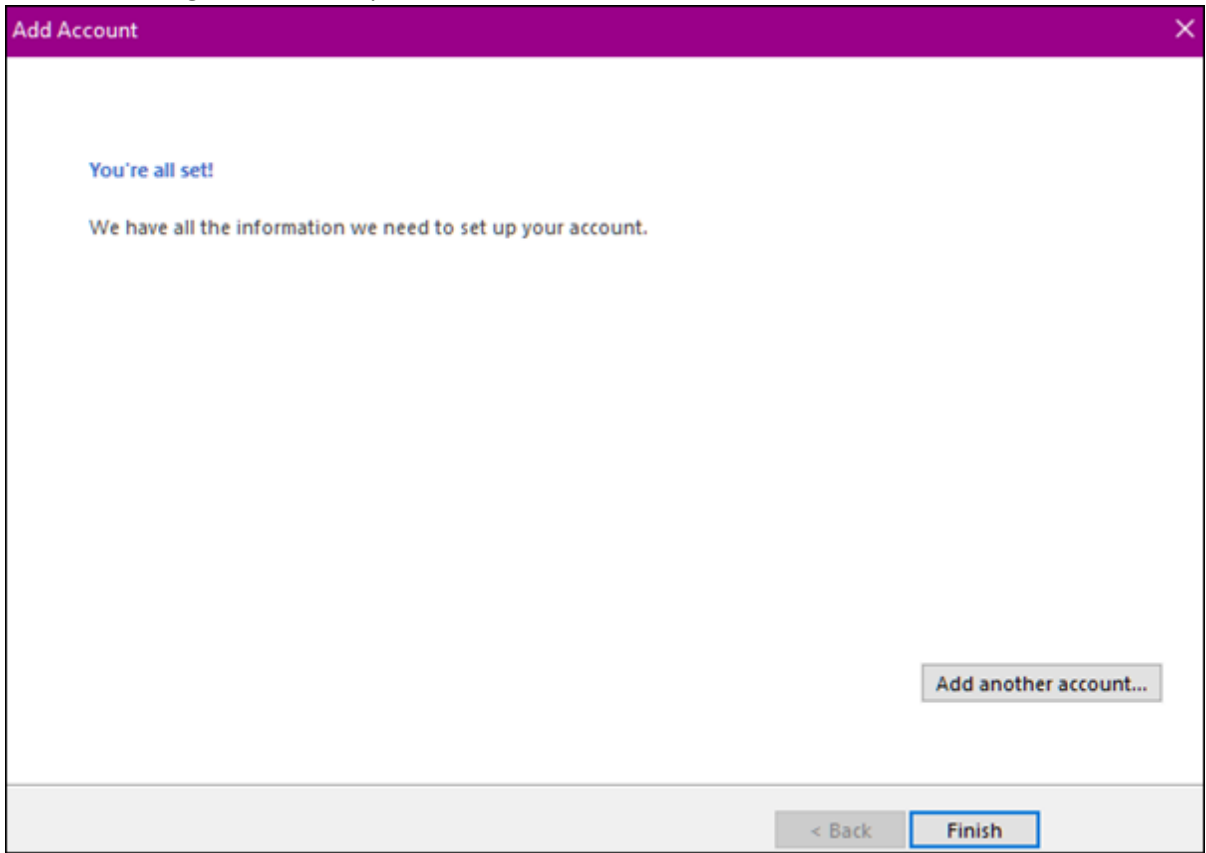 Add Account
You're all set!
We have all the information we need to set up your account.
Add another account...
< Back
Finish